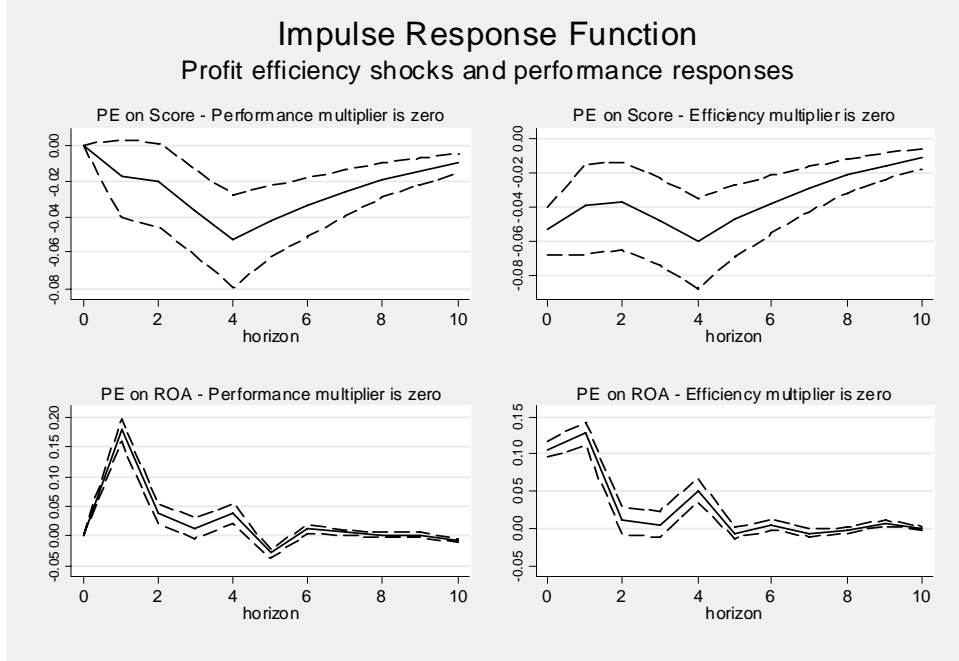 Impulse Response Function
Profit efficiency shocks and performance responses
PE on Score - Performance multiplier is zero
0.00
-0.02
-0.04
-0.06
-0.08
0 2 4 6 8 10
horizon
PE on Score - Efficiency multiplier is zero
0.00
-0.02
-0.04
-0.06
-0.08
0 2 4 6 8 10
horizon
PE on ROA - Performance multiplier is zero
0.20
0.15
0.10
0.05
0.00
-0.05
0 2 4 6 8 10
horizon
PE on ROA - Efficiency multiplier is zero
0.15
0.10
0.05
0.00
-0.05
0 2 4 6 8 10
horizon